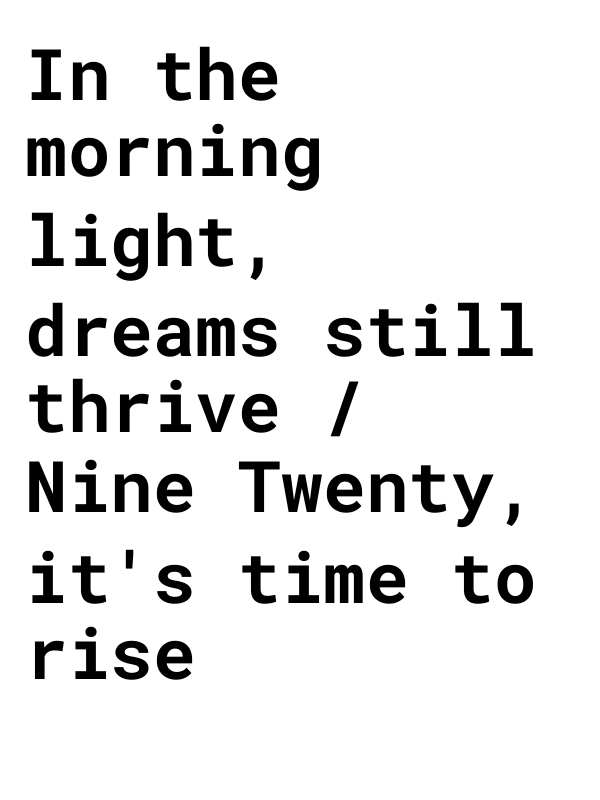 In the
morning
light,
dreams still
thrive /
Nine Twenty,
it's time to
rise